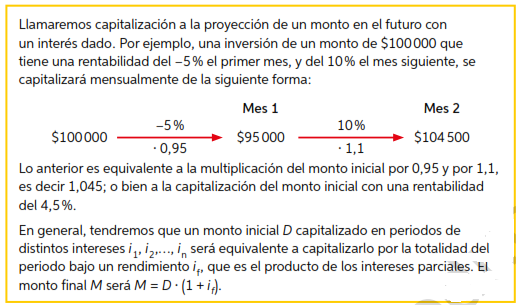 Llamaremos capitalización a la proyección de un monto en el futuro con
un interés dado. Por ejemplo, una inversión de un monto de $100 000 que
tiene una rentabilidad del –5 % el primer mes, y del 10 % el mes siguiente, se
capitalizará mensualmente de la siguiente forma:
Mes 1 Mes 2
–5 % 10 %
$100 000 $95 000 $104 500
· 0,95 · 1,1
Lo anterior es equivalente a la multiplicación del monto inicial por 0,95 y por 1,1,
es decir 1,045; o bien a la capitalización del monto inicial con una rentabilidad
del 4,5 %.
En general, tendremos que un monto inicial D capitalizado en periodos de
distintos intereses i₁, i₂,..., iₙ será equivalente a capitalizarlo por la totalidad del
periodo bajo un rendimiento i_f, que es el producto de los intereses parciales. El
monto final M será M = D · (1 + i_f).